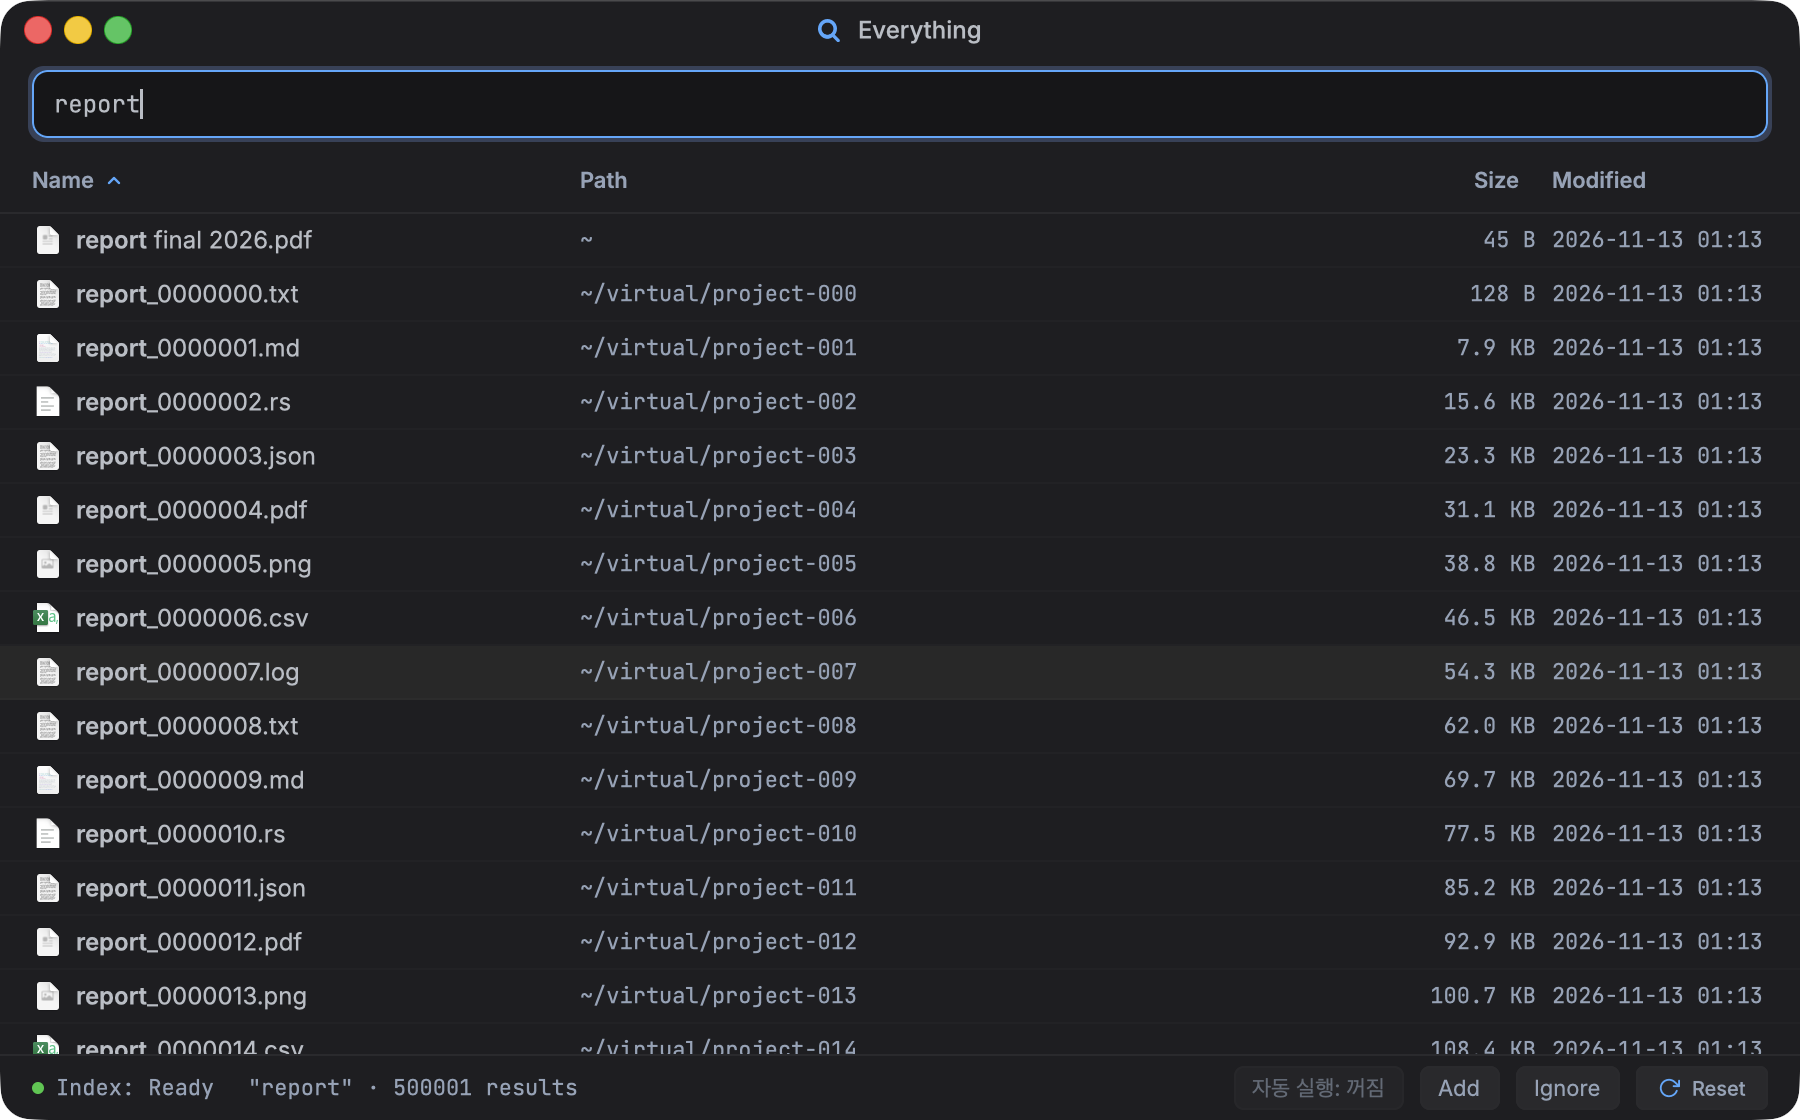 Everything
report
Name Path Size Modified
report final 2026.pdf ~ 45 B 2026-11-13 01:13
report_0000000.txt ~/virtual/project-000 128 B 2026-11-13 01:13
report_0000001.md ~/virtual/project-001 7.9 KB 2026-11-13 01:13
report_0000002.rs ~/virtual/project-002 15.6 KB 2026-11-13 01:13
report_0000003.json ~/virtual/project-003 23.3 KB 2026-11-13 01:13
report_0000004.pdf ~/virtual/project-004 31.1 KB 2026-11-13 01:13
report_0000005.png ~/virtual/project-005 38.8 KB 2026-11-13 01:13
report_0000006.csv ~/virtual/project-006 46.5 KB 2026-11-13 01:13
report_0000007.log ~/virtual/project-007 54.3 KB 2026-11-13 01:13
report_0000008.txt ~/virtual/project-008 62.0 KB 2026-11-13 01:13
report_0000009.md ~/virtual/project-009 69.7 KB 2026-11-13 01:13
report_0000010.rs ~/virtual/project-010 77.5 KB 2026-11-13 01:13
report_0000011.json ~/virtual/project-011 85.2 KB 2026-11-13 01:13
report_0000012.pdf ~/virtual/project-012 92.9 KB 2026-11-13 01:13
report_0000013.png ~/virtual/project-013 100.7 KB 2026-11-13 01:13
report_0000014.csv ~/virtual/project-014 108.4 KB 2026-11-13 01:13
Index: Ready "report" · 500001 results 자동 실행: 꺼짐 Add Ignore Reset